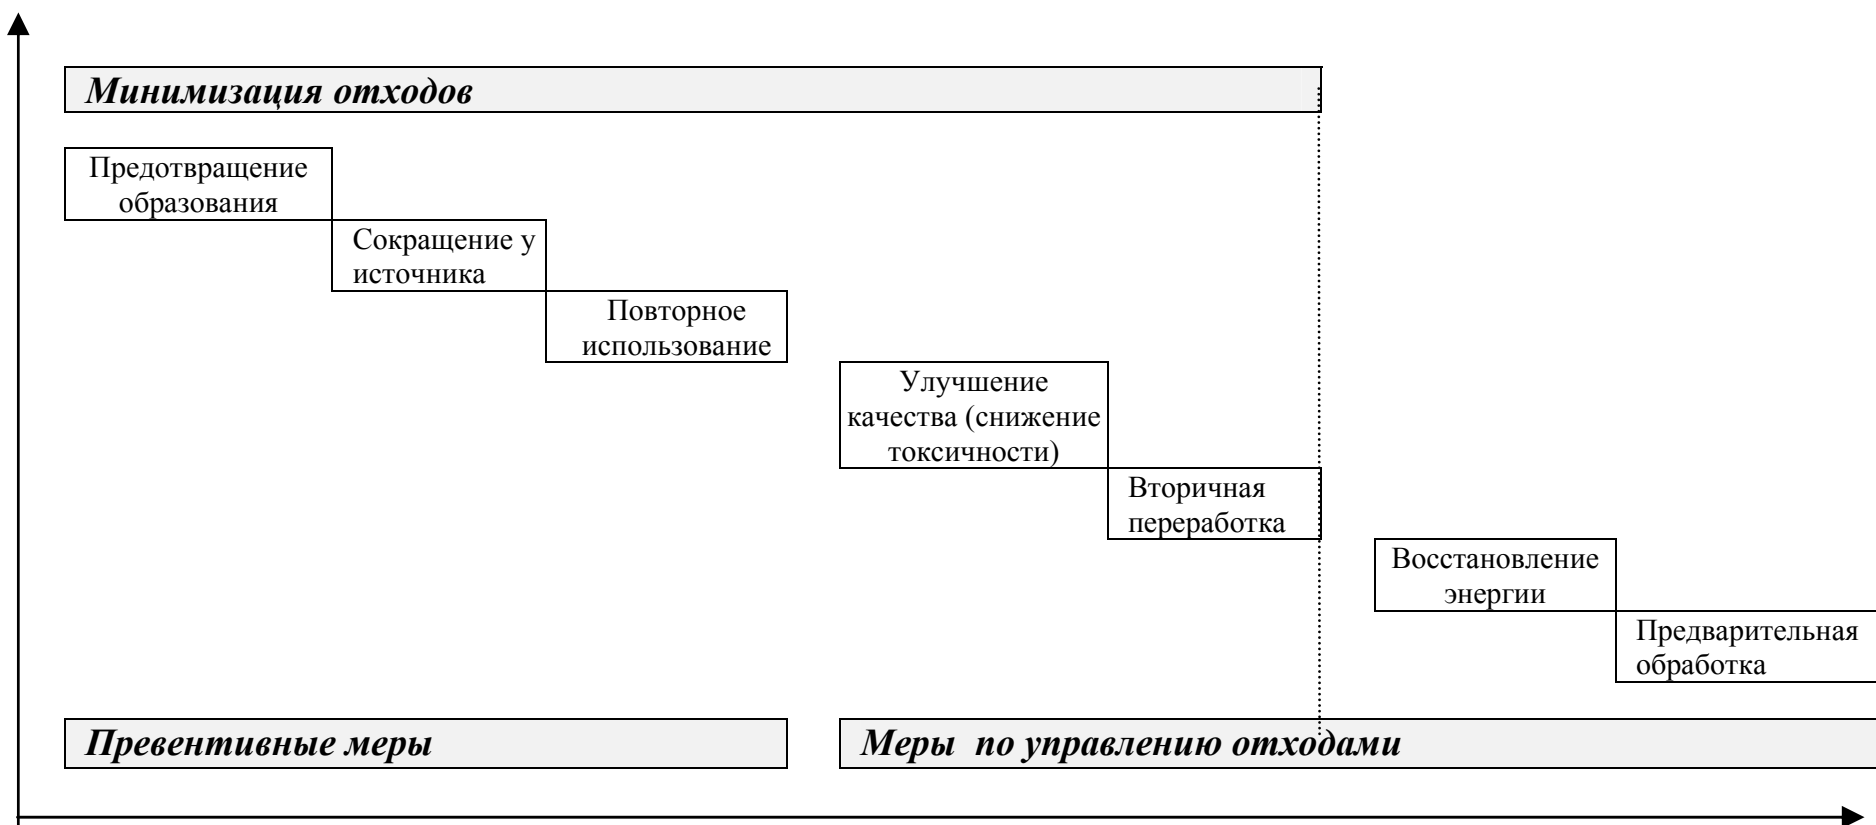 Минимизация отходов
Предотвращение
образования
Сокращение у
источника
Повторное
использование
Улучшение
качества (снижение
токсичности)
Вторичная
переработка
Восстановление
энергии
Предварительная
обработка
Превентивные меры
Меры по управлению отходами